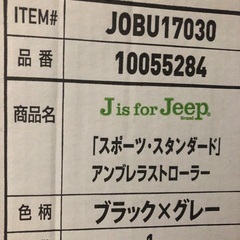 ITEM# JOBU17030
品番 10055284
商品名 J is for Jeep
「スポーツ・スタンダード」
アンブレラストローラー
色柄 ブラック×グレー